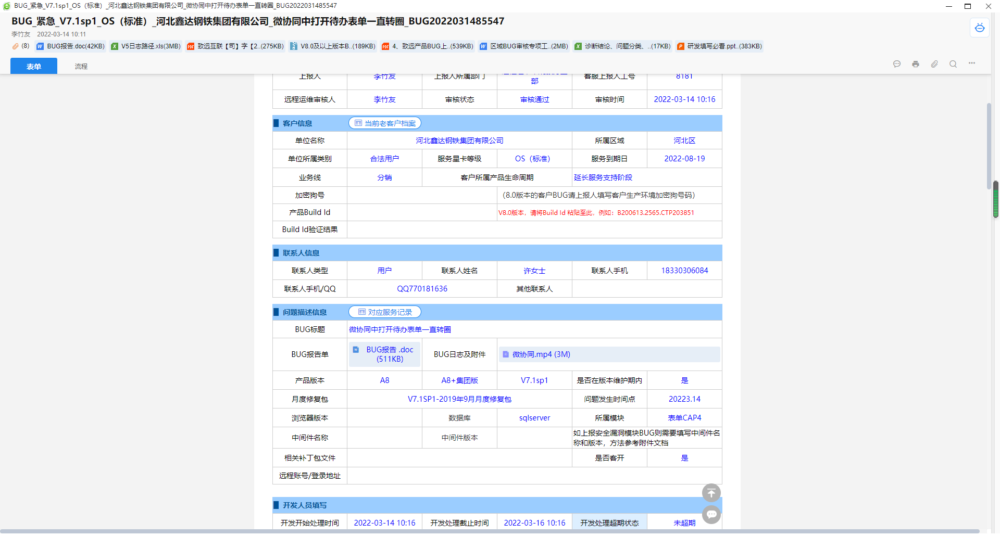 BUG_紧急_V7.1sp1_OS（标准）_河北鑫达钢铁集团有限公司_微协同中打开待办表单一直转圈_BUG2022031485547
BUG_紧急_V7.1sp1_OS（标准）_河北鑫达钢铁集团有限公司_微协同中打开待办表单一直转圈_BUG2022031485547
李竹友 2022-03-14 10:11
(8) BUG报告.doc(42KB) V5日志路径.xls(3MB) 致远互联【司】字【2..(275KB) V8.0及以上版本B..(189KB) 4、致远产品BUG上..(539KB) 区域BUG审核专项工..(2MB) 诊断结论、问题分类、..(17KB) 研发填写必看.ppt..(383KB)
表单 流程
上报人 李竹友 上报人所属部门 部 客服上报人工号 8181
远程运维审核人 李竹友 审核状态 审核通过 审核时间 2022-03-14 10:16
客户信息 当前老客户档案
单位名称 河北鑫达钢铁集团有限公司 所属区域 河北区
单位所属类别 合法用户 服务星卡等级 OS（标准） 服务到期日 2022-08-19
业务线 分销 客户所属产品生命周期 延长服务支持阶段
加密狗号 （8.0版本的客户BUG请上报人填写客户生产环境加密狗号码）
产品Build Id V8.0版本，请将Build Id 粘贴至此，例如：B200613.2565.CTP203851
Build Id验证结果
联系人信息
联系人类型 用户 联系人姓名 许女士 联系人手机 18330306084
联系人手机/QQ QQ770181636 其他联系人
问题描述信息 对应服务记录
BUG标题 微协同中打开待办表单一直转圈
BUG报告单 BUG报告 .doc (511KB) BUG日志及附件 微协同.mp4 (3M)
产品版本 A8 A8+集团版 V7.1sp1 是否在版本维护期内 是
月度修复包 V7.1SP1-2019年9月月度修复包 问题发生时间点 20223.14
浏览器版本 数据库 sqlserver 所属模块 表单CAP4
中间件名称 中间件版本 如上报安全漏洞模块BUG则需要填写中间件名
称和版本，方法参考附件文档
相关补丁包文件 是否客开 是
远程账号/登录地址
开发人员填写
开发开始处理时间 2022-03-14 10:16 开发处理截止时间 2022-03-16 10:16 开发处理超期状态 未超期